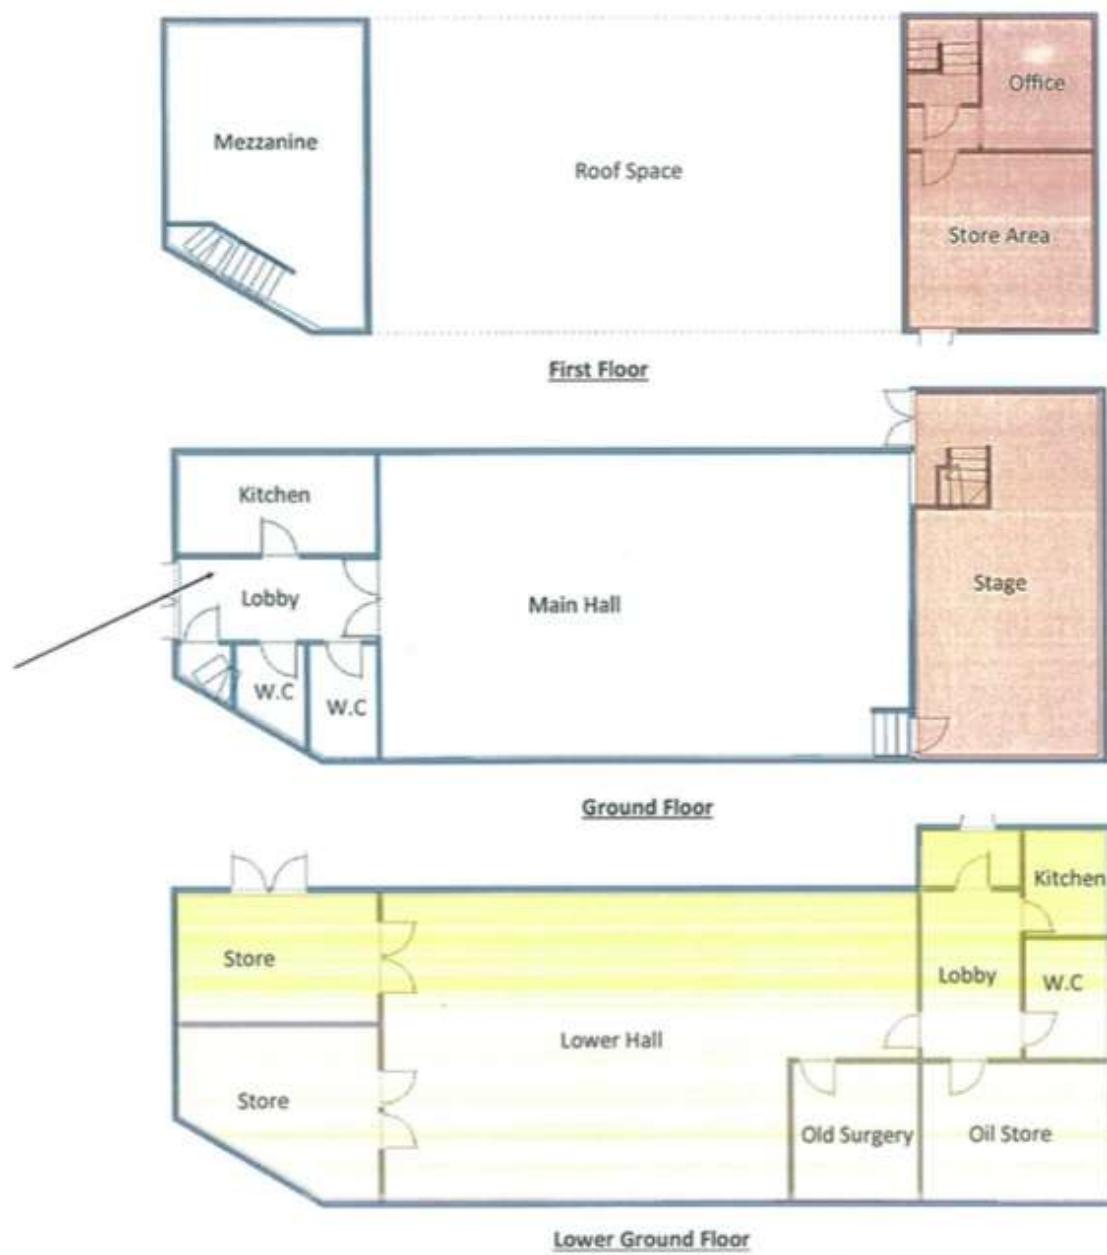 Office
Mezzanine
Roof Space
Store Area
First Floor
Kitchen
Lobby
Main Hall
Stage
W.C
W.C
Ground Floor
Kitchen
Store
Lobby
W.C
Lower Hall
Store
Old Surgery
Oil Store
Lower Ground Floor